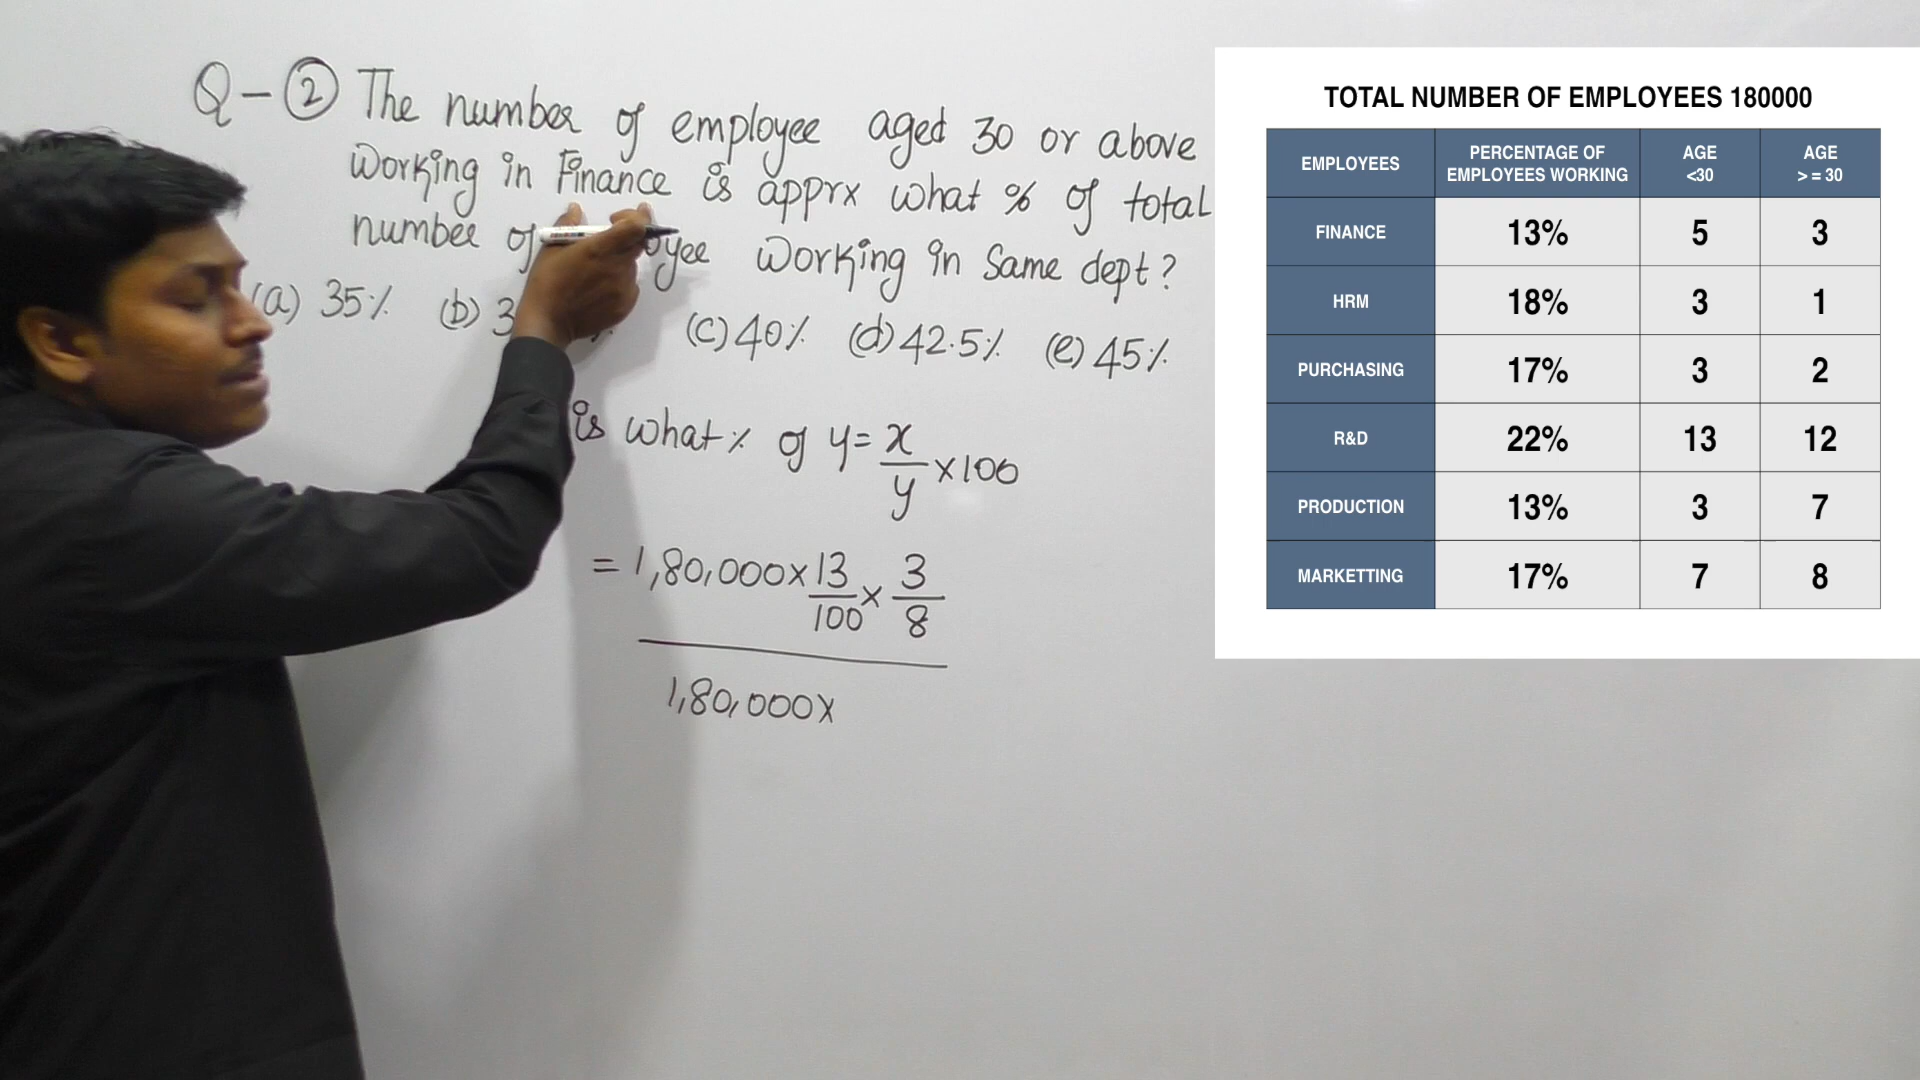 Q-② The number of employee aged 30 or above
Working in Finance is apprx what % of total
number of Working in Same dept?
(a) 35% (b) (c) 40% (d) 42.5% (e) 45%
is what % of y = x/y ×100
= 1,80,000×13/100 × 3/8
1,80,000×
TOTAL NUMBER OF EMPLOYEES 180000
EMPLOYEES PERCENTAGE OF EMPLOYEES WORKING AGE <30 AGE > = 30
FINANCE 13% 5 3
HRM 18% 3 1
PURCHASING 17% 3 2
R&D 22% 13 12
PRODUCTION 13% 3 7
MARKETTING 17% 7 8